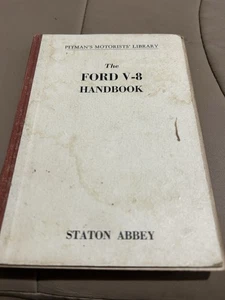 PITMAN'S MOTORISTS' LIBRARY
The
FORD V-8
HANDBOOK
STATON ABBEY